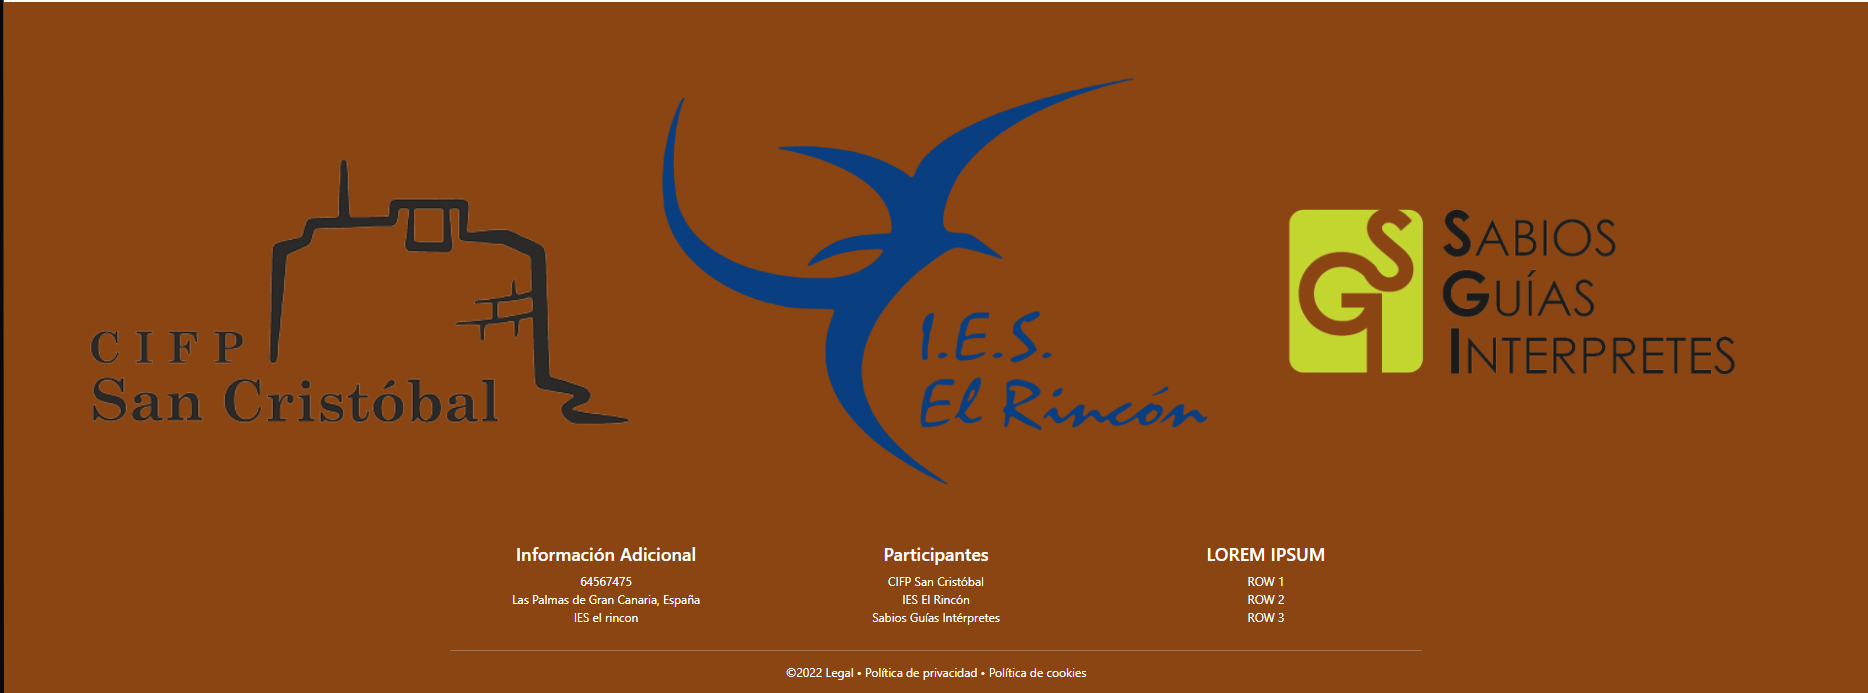 CIFP
San Cristóbal
I.E.S.
El Rincón
GS
SABIOS
GUÍAS
INTERPRETES
Información Adicional
64567475
Las Palmas de Gran Canaria, España
IES el rincon
Participantes
CIFP San Cristóbal
IES El Rincón
Sabios Guías Intérpretes
LOREM IPSUM
ROW 1
ROW 2
ROW 3
©2022 Legal • Política de privacidad • Política de cookies